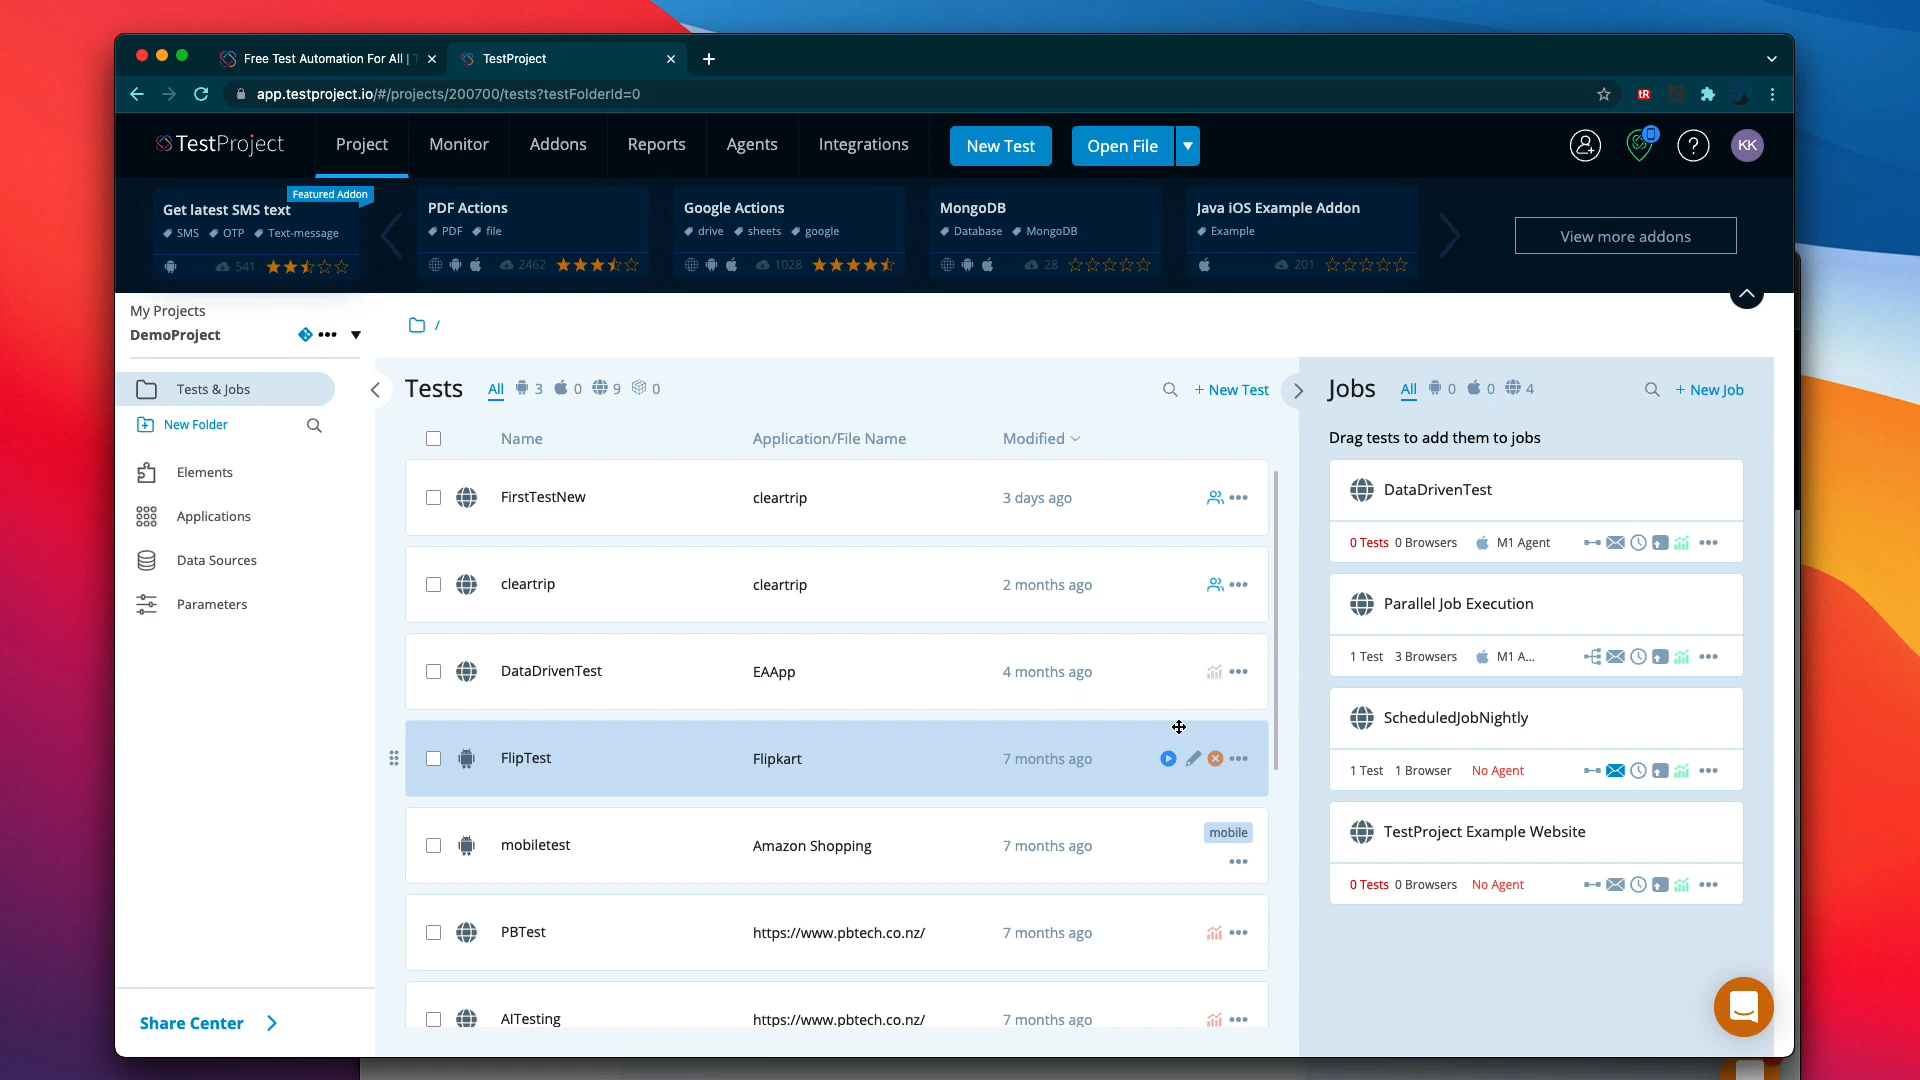 Free Test Automation For All |
TestProject
app.testproject.io/#/projects/200700/tests?testFolderId=0
tR
TestProject
Project
Monitor
Addons
Reports
Agents
Integrations
New Test
Open File
?
KK
Featured Addon
Get latest SMS text
SMS OTP Text-message
541
PDF Actions
PDF file
2462
Google Actions
drive sheets google
1028
MongoDB
Database MongoDB
28
Java iOS Example Addon
Example
201
View more addons
My Projects
DemoProject
/
Tests & Jobs
New Folder
Elements
Applications
Data Sources
Parameters
Share Center
Tests All 3 0 9 0
+ New Test
Name Application/File Name Modified
FirstTestNew cleartrip 3 days ago
cleartrip cleartrip 2 months ago
DataDrivenTest EAApp 4 months ago
FlipTest Flipkart 7 months ago
mobiletest Amazon Shopping 7 months ago mobile
PBTest https://www.pbtech.co.nz/ 7 months ago
AITesting https://www.pbtech.co.nz/ 7 months ago
Jobs All 0 0 4
+ New Job
Drag tests to add them to jobs
DataDrivenTest
0 Tests 0 Browsers M1 Agent
Parallel Job Execution
1 Test 3 Browsers M1 A...
ScheduledJobNightly
1 Test 1 Browser No Agent
TestProject Example Website
0 Tests 0 Browsers No Agent